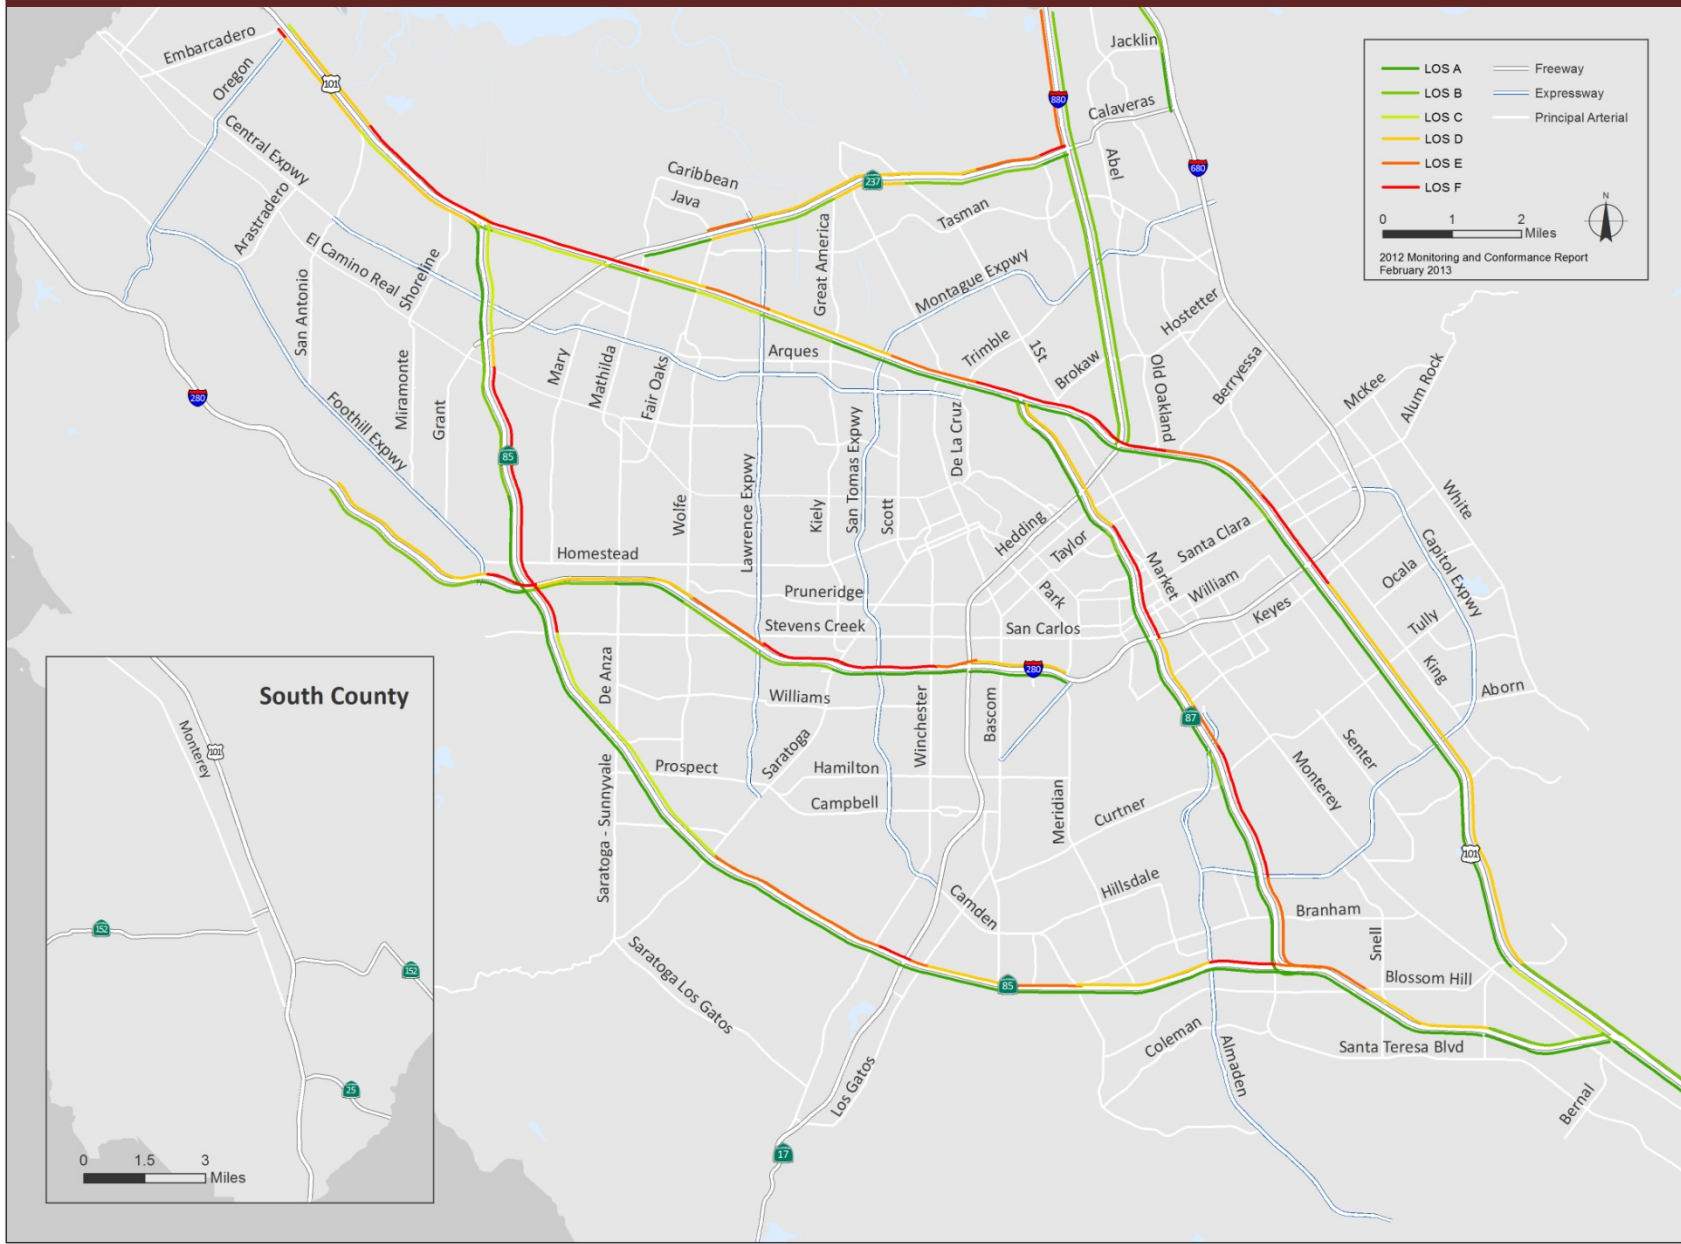 Embarcadero
Oregon
101
Central Expwy
Arastradero
El Camino Real
San Antonio
Shoreline
Miramonte
Grant
Foothill Expwy
280
Caribbean
Java
237
Great America
Tasman
Montague Expwy
880
Jacklin
Calaveras
Abel
680
Hostetter
Trimble
1St
Brokaw
Old Oakland
Berryessa
McKee
Alum Rock
White
Arques
Mary
Mathilda
Fair Oaks
85
Wolfe
Lawrence Expwy
Kiely
San Tomas Expwy
Scott
De La Cruz
Homestead
Hedding
Taylor
Park
Market
Santa Clara
William
Keyes
Ocala
Capitol Expwy
Tully
King
Aborn
Pruneridge
Stevens Creek
San Carlos
280
De Anza
Williams
Winchester
Bascom
87
Senter
Monterey
Saratoga
Prospect
Hamilton
Campbell
Saratoga - Sunnyvale
Meridian
Curtner
101
Camden
Hillsdale
Branham
Snell
Blossom Hill
85
Saratoga Los Gatos
Coleman
Almaden
Santa Teresa Blvd
Bernal
Los Gatos
17
LOS A
LOS B
LOS C
LOS D
LOS E
LOS F
Freeway
Expressway
Principal Arterial
N
0 1 2
Miles
2012 Monitoring and Conformance Report
February 2013
South County
Monterey
101
152
152
25
0 1.5 3
Miles